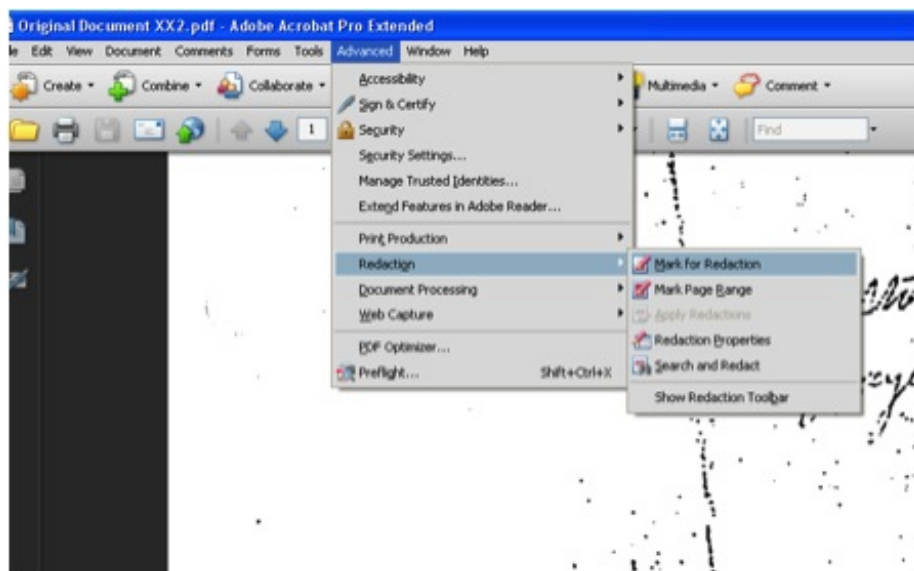 Original Document XX2.pdf - Adobe Acrobat Pro Extended
Edit View Document Comments Forms Tools Advanced Window Help
Create Combine Collaborate Multimedia Comment
1 Find
Accessibility
Sign & Certify
Security
Security Settings...
Manage Trusted Identities...
Extend Features in Adobe Reader...
Print Production
Redaction
Document Processing
Web Capture
PDF Optimizer...
Preflight... Shift+Ctrl+X
Mark for Redaction
Mark Page Range
Apply Redactions
Redaction Properties
Search and Redact
Show Redaction Toolbar